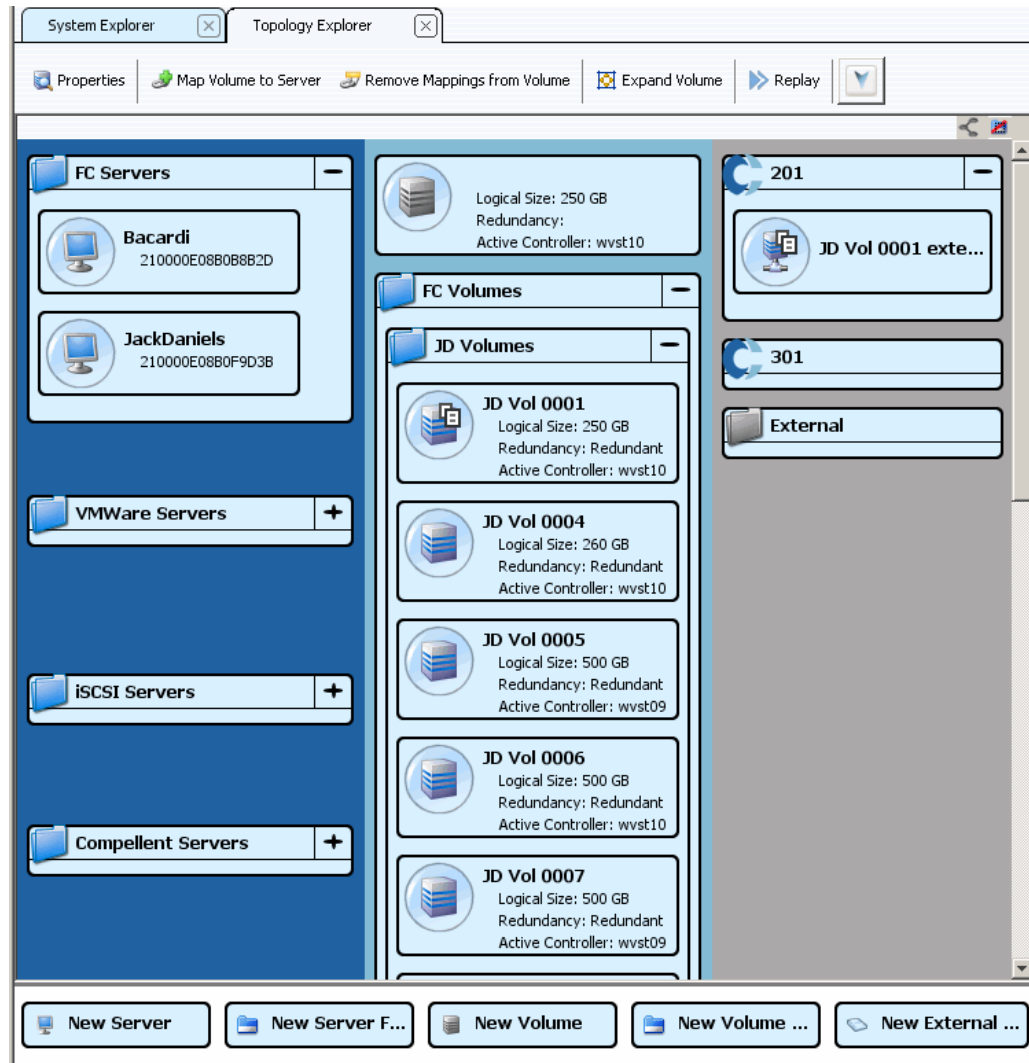 System Explorer
Topology Explorer
Properties
Map Volume to Server
Remove Mappings from Volume
Expand Volume
Replay
FC Servers
Bacardi
210000E08B0B8B2D
JackDaniels
210000E08B0F9D3B
VMWare Servers
iSCSI Servers
Compellent Servers
Logical Size: 250 GB
Redundancy:
Active Controller: wvst10
FC Volumes
JD Volumes
JD Vol 0001
Logical Size: 250 GB
Redundancy: Redundant
Active Controller: wvst10
JD Vol 0004
Logical Size: 260 GB
Redundancy: Redundant
Active Controller: wvst10
JD Vol 0005
Logical Size: 500 GB
Redundancy: Redundant
Active Controller: wvst09
JD Vol 0006
Logical Size: 500 GB
Redundancy: Redundant
Active Controller: wvst10
JD Vol 0007
Logical Size: 500 GB
Redundancy: Redundant
Active Controller: wvst09
201
JD Vol 0001 exte...
301
External
New Server
New Server F...
New Volume
New Volume ...
New External ...